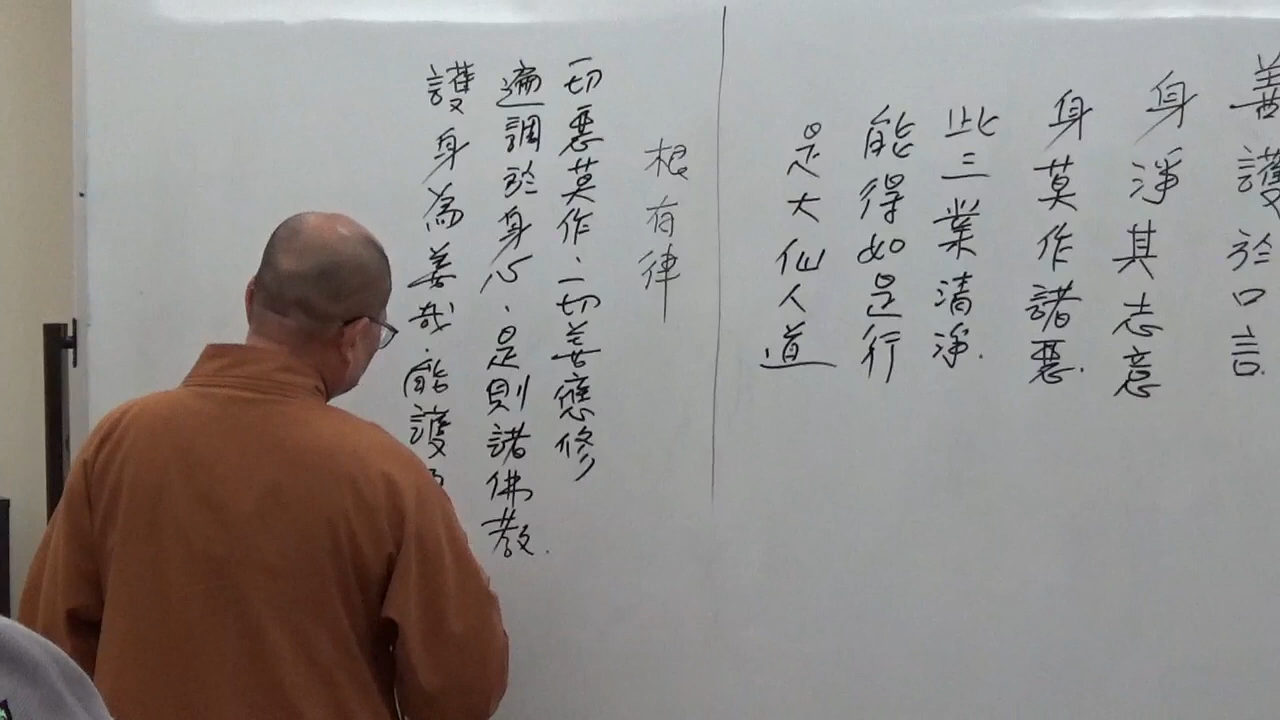 善護於口言.
身淨其志意
身莫作諸惡.
此三業清淨.
能得如是行
是大仙人道
根有律
一切惡莫作、一切善應修
遍調於身心、是則諸佛教.
護身為善哉.能護